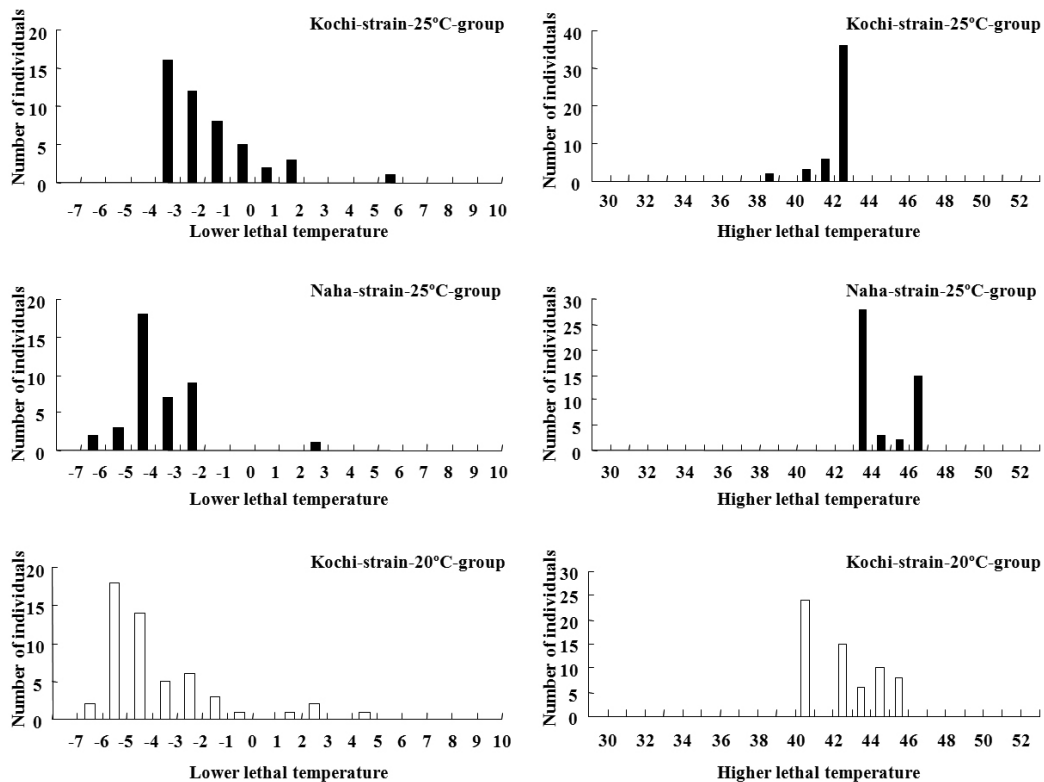 Kochi-strain-25ºC-group
Number of individuals
20
15
10
5
0
-7 -6 -5 -4 -3 -2 -1 0 1 2 3 4 5 6 7 8 9 10
Lower lethal temperature
Kochi-strain-25ºC-group
Number of individuals
40
30
20
10
0
30 32 34 36 38 40 42 44 46 48 50 52
Higher lethal temperature
Naha-strain-25ºC-group
Number of individuals
20
15
10
5
0
-7 -6 -5 -4 -3 -2 -1 0 1 2 3 4 5 6 7 8 9 10
Lower lethal temperature
Naha-strain-25ºC-group
Number of individuals
30
25
20
15
10
5
0
30 32 34 36 38 40 42 44 46 48 50 52
Higher lethal temperature
Kochi-strain-20ºC-group
Number of individuals
20
15
10
5
0
-7 -6 -5 -4 -3 -2 -1 0 1 2 3 4 5 6 7 8 9 10
Lower lethal temperature
Kochi-strain-20ºC-group
Number of individuals
30
25
20
15
10
5
0
30 32 34 36 38 40 42 44 46 48 50 52
Higher lethal temperature